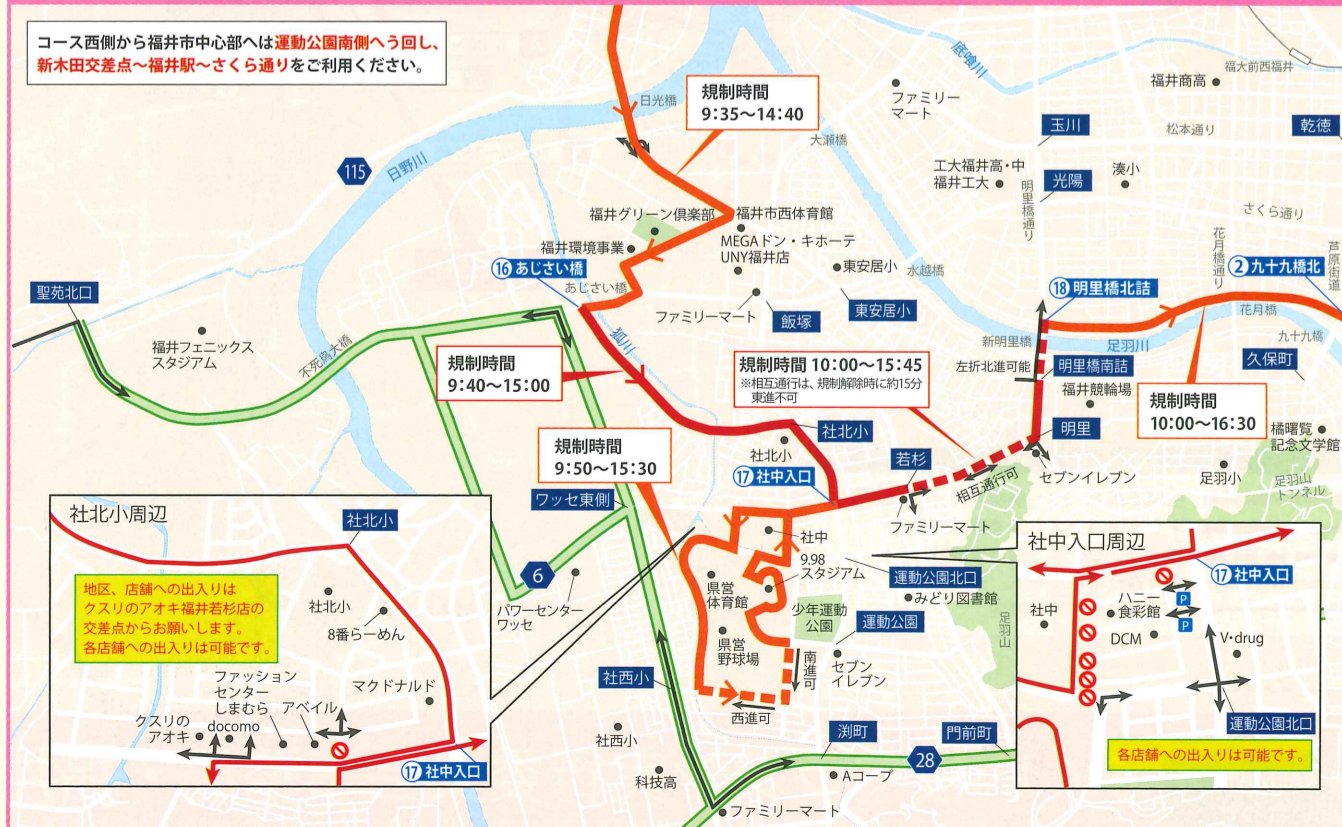 コース西側から福井市中心部へは運動公園南側へう回し、
新木田交差点～福井駅～さくら通りをご利用ください。
規制時間
9：35～14：40
日光橋
底喰川
ファミリー
マート
福井商高
福大前西福井
松本通り
玉川
乾徳
大瀬橋
115
日野川
工大福井高・中
福井工大
光陽
湊小
明里橋通り
さくら通り
福井グリーン倶楽部
福井市西体育館
福井環境事業
MEGAドン・キホーテ
UNY福井店
東安居小
花月橋通り
芦原街道
⑯ あじさい橋
あじさい橋
水越橋
② 九十九橋北
聖苑北口
ファミリーマート
飯塚
東安居小
⑱ 明里橋北詰
花月橋
福井フェニックス
スタジアム
不死鳥大橋
狐川
新明里橋
足羽川
九十九橋
規制時間
9：40～15：00
規制時間 10：00～15：45
※相互通行は、規制解除時に約15分
東進不可
左折北進可能
明里橋南詰
久保町
福井競輪場
規制時間
10：00～16：30
規制時間
9：50～15：30
社北小
社北小
明里
橘曙覧
記念文学館
若杉
⑰ 社中入口
相互通行可
セブンイレブン
足羽小
足羽山
トンネル
ワッセ東側
ファミリーマート
社中
9.98
スタジアム
運動公園北口
6
パワーセンター
ワッセ
県営
体育館
みどり図書館
少年運動
公園
運動公園
足羽山
県営
野球場
南進可
セブン
イレブン
社西小
西進可
社西小
渕町
門前町
28
科技高
Aコープ
ファミリーマート
社北小周辺
社北小
地区、店舗への出入りは
クスリのアオキ福井若杉店の
交差点からお願いします。
各店舗への出入りは可能です。
社北小
8番らーめん
ファッション
センター
しまむら
アベイル
マクドナルド
クスリの
アオキ
docomo
⑰ 社中入口
社中入口周辺
⑰ 社中入口
社中
ハニー
食彩館
P
P
DCM
V・drug
運動公園北口
各店舗への出入りは可能です。